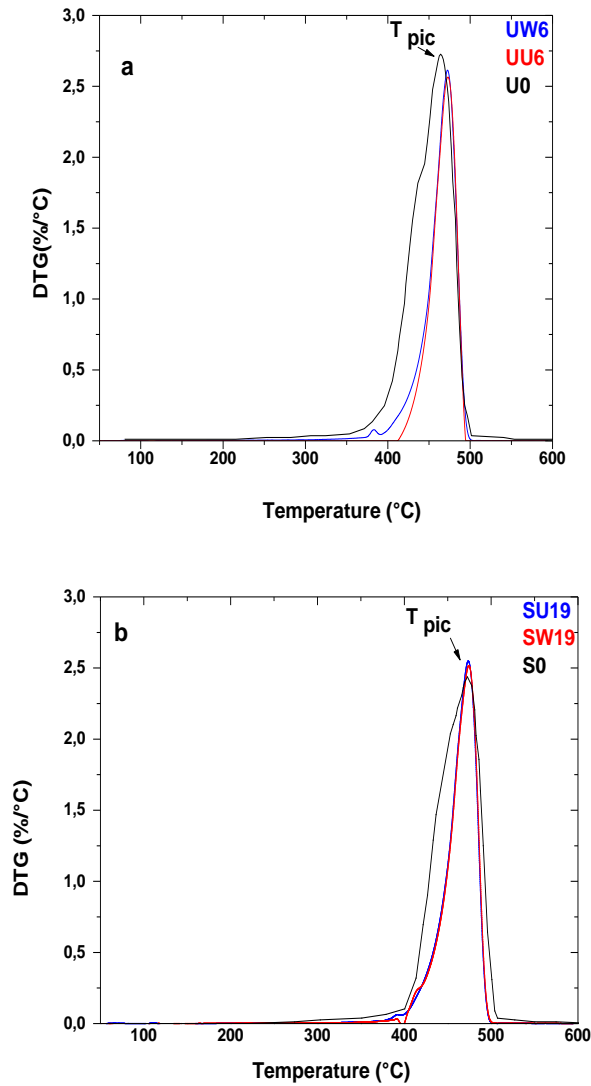 3,0
T pic
UW6
a
UU6
U0
2,5
2,0
DTG(%/°C)
1,5
1,0
0,5
0,0
100 200 300 400 500 600
Temperature (°C)
3,0
SU19
b
T pic
SW19
S0
2,5
2,0
DTG (%/°C)
1,5
1,0
0,5
0,0
100 200 300 400 500 600
Temperature (°C)